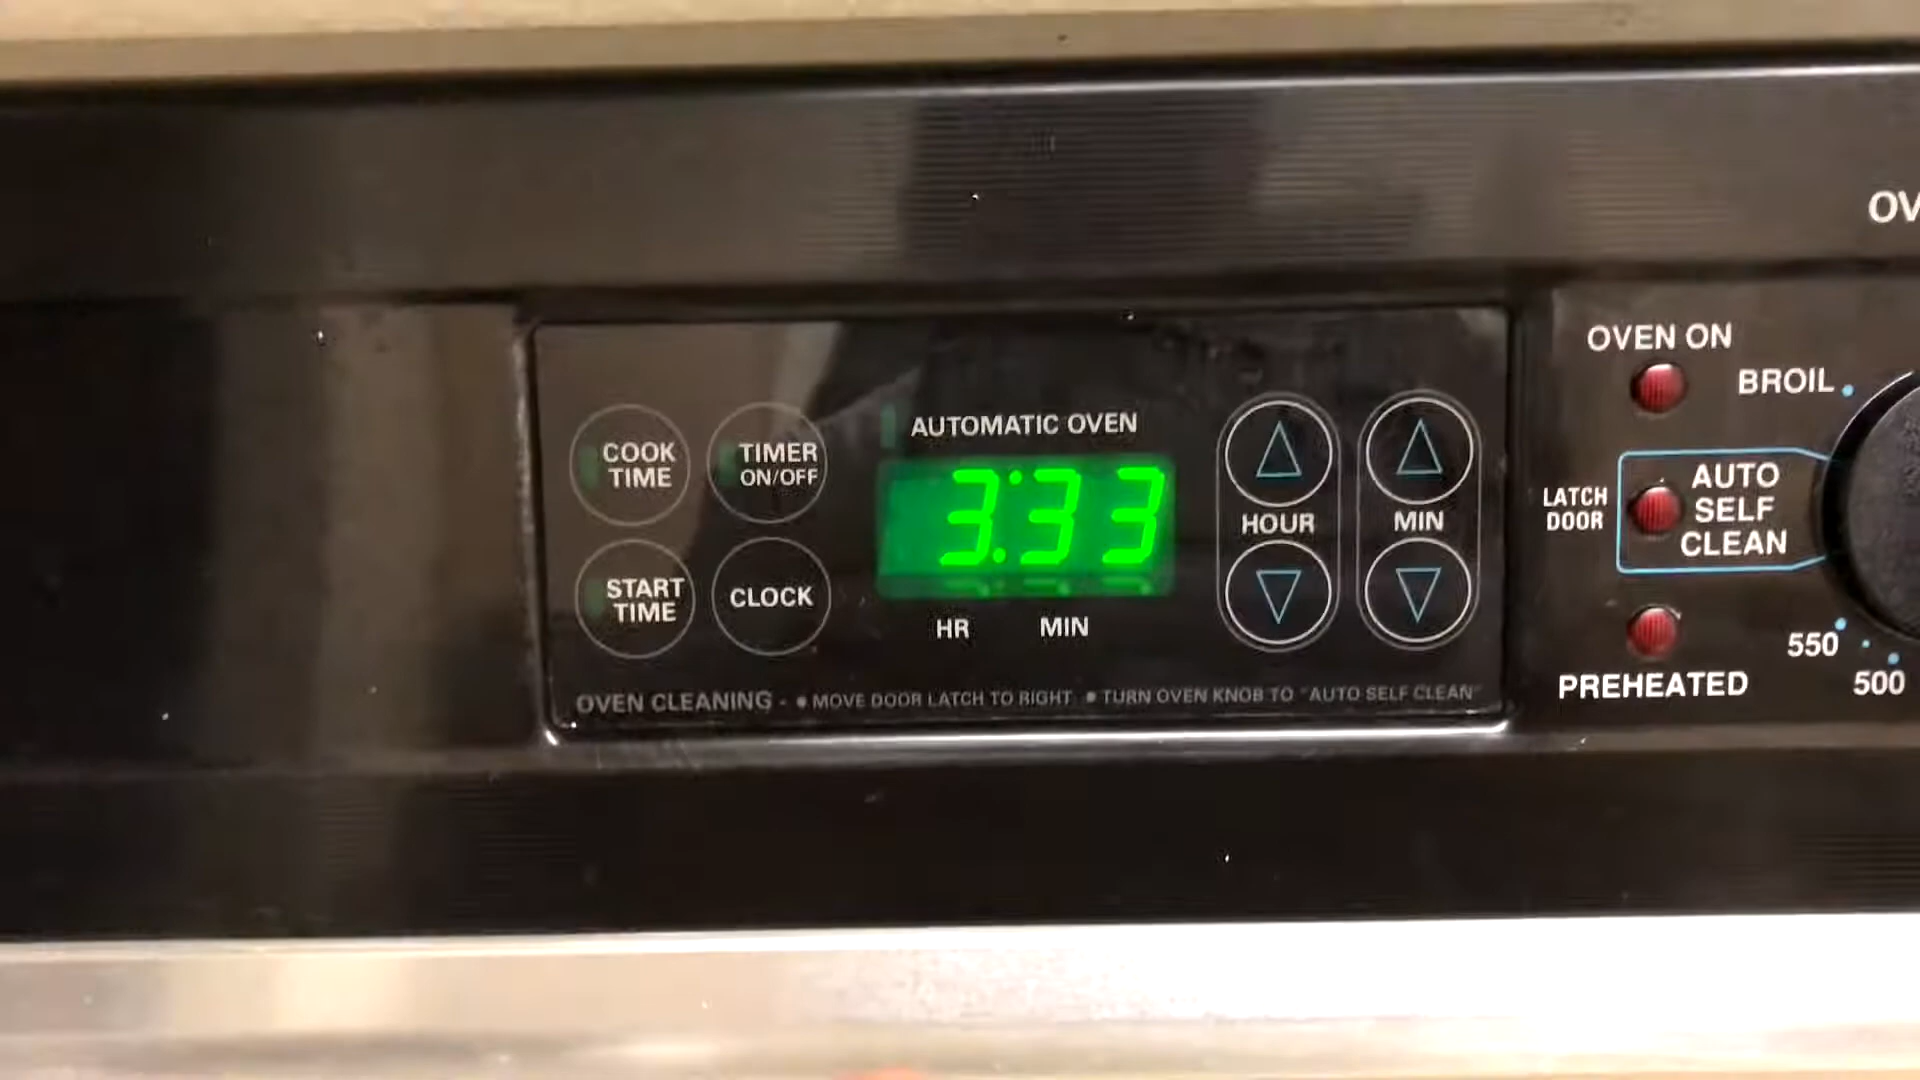 OV
OVEN ON
BROIL
AUTOMATIC OVEN
COOK
TIME
TIMER
ON/OFF
3:33
HOUR
MIN
LATCH
DOOR
AUTO
SELF
CLEAN
START
TIME
CLOCK
HR MIN
550
500
PREHEATED
OVEN CLEANING - • MOVE DOOR LATCH TO RIGHT • TURN OVEN KNOB TO "AUTO SELF CLEAN"